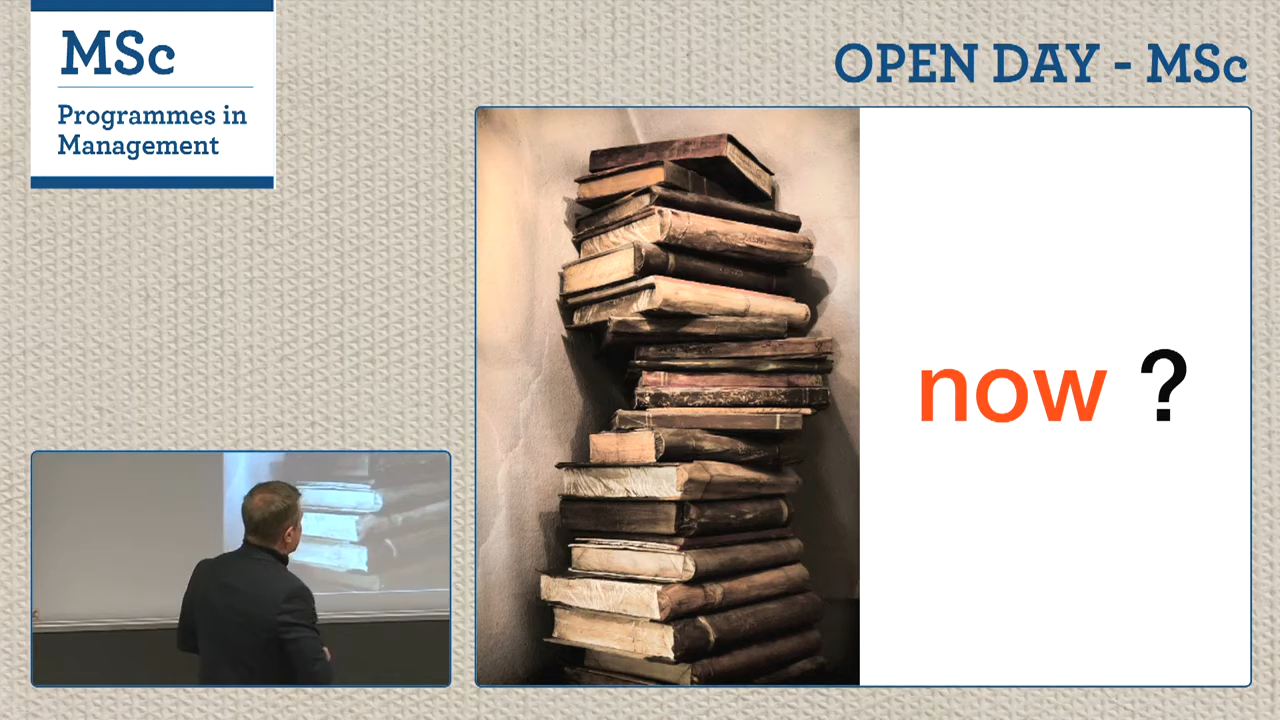 MSc
Programmes in
Management
OPEN DAY - MSc
now ?